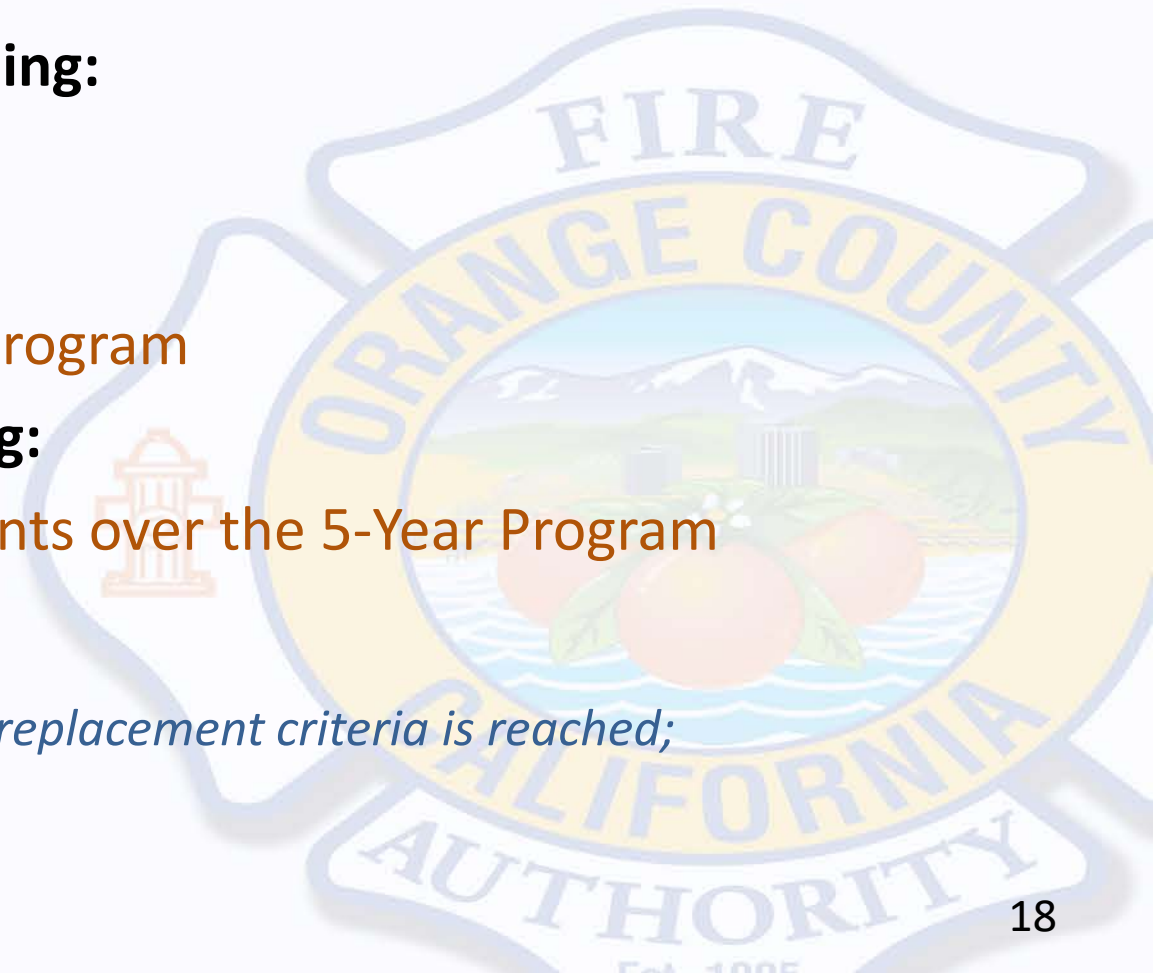 ing:
FIRE
ORANGE COUNTY
rogram
g:
nts over the 5-Year Program
replacement criteria is reached;
CALIFORNIA
AUTHORITY
18